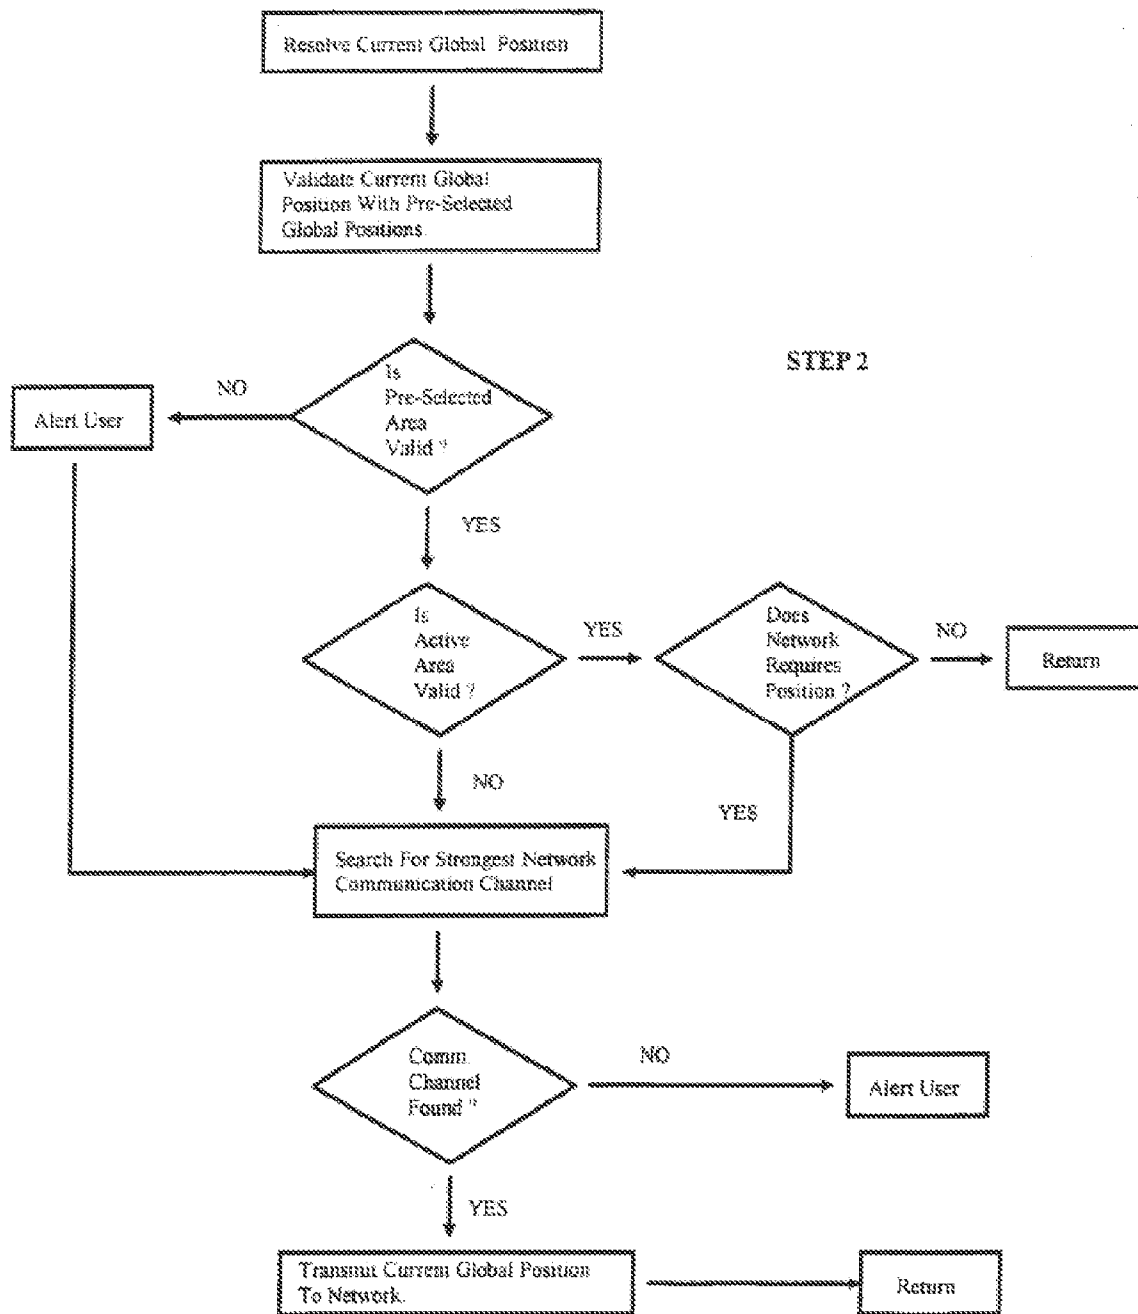 Resolve Current Global Position
Validate Current Global
Position With Pre-Selected
Global Positions.
STEP 2
Is
Pre-Selected
Area
Valid ?
NO
Alert User
YES
Is
Active
Area
Valid ?
YES
Does
Network
Requires
Position ?
NO
Return
NO
YES
Search For Strongest Network
Communication Channel
Comm.
Channel
Found ?
NO
Alert User
YES
Transmit Current Global Position
To Network.
Return